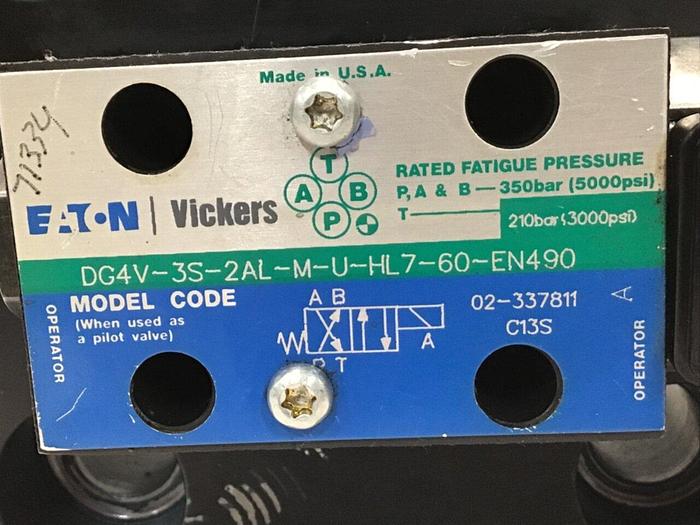 Made in U.S.A.
71334
T
A B
P
RATED FATIGUE PRESSURE
P, A & B — 350bar (5000psi)
T — 210bar (3000psi)
EATON | Vickers
DG4V-3S-2AL-M-U-HL7-60-EN490
MODEL CODE
(When used as
a pilot valve)
OPERATOR
A B
P T
A
02-337811
C13S
A
OPERATOR